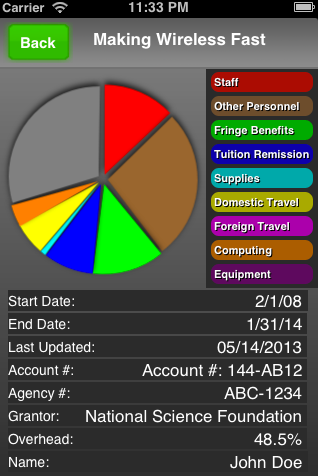 Carrier 11:33 PM
Back Making Wireless Fast
Staff
Other Personnel
Fringe Benefits
Tuition Remission
Supplies
Domestic Travel
Foreign Travel
Computing
Equipment
Start Date: 2/1/08
End Date: 1/31/14
Last Updated: 05/14/2013
Account #: Account #: 144-AB12
Agency #: ABC-1234
Grantor: National Science Foundation
Overhead: 48.5%
Name: John Doe